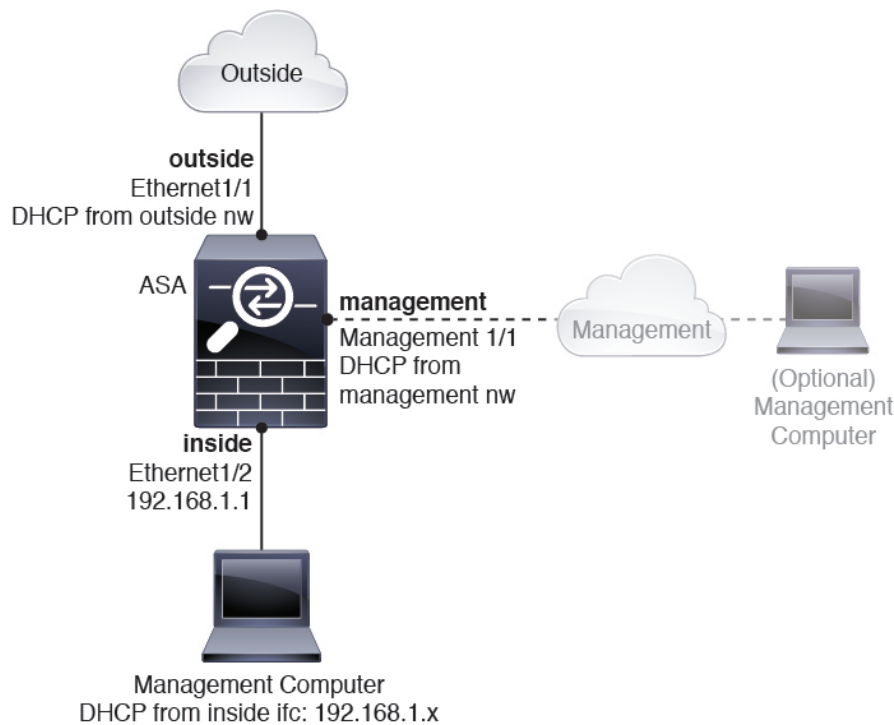 Outside
outside
Ethernet1/1
DHCP from outside nw
ASA
management
Management 1/1
DHCP from
management nw
Management
(Optional)
Management
Computer
inside
Ethernet1/2
192.168.1.1
Management Computer
DHCP from inside ifc: 192.168.1.x